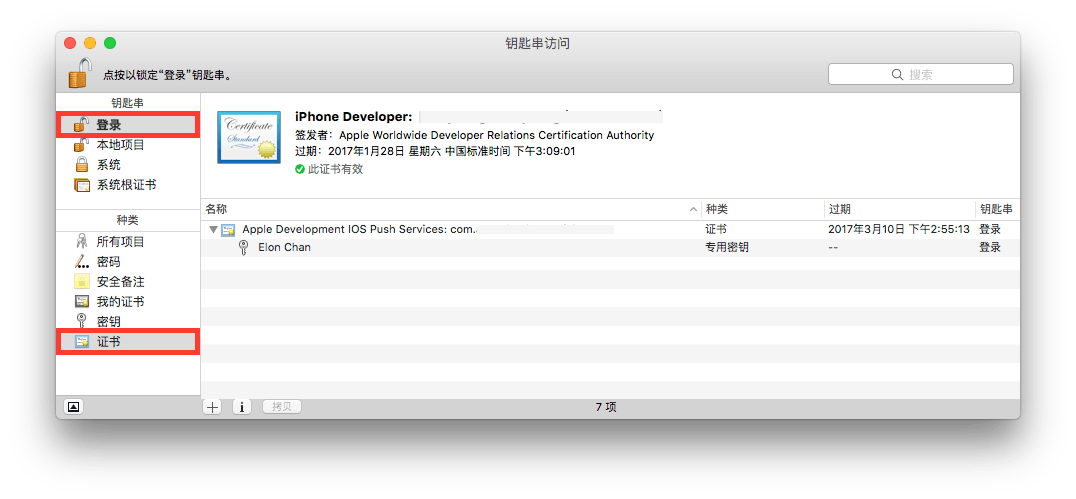 钥匙串访问
点按以锁定“登录”钥匙串。
搜索
钥匙串
登录
本地项目
系统
系统根证书
种类
所有项目
密码
安全备注
我的证书
密钥
证书
Certificate
Standard
iPhone Developer:
签发者：Apple Worldwide Developer Relations Certification Authority
过期：2017年1月28日 星期六 中国标准时间 下午3:09:01
此证书有效
名称 种类 过期 钥匙串
Apple Development IOS Push Services: com. 证书 2017年3月10日 下午2:55:13 登录
Elon Chan 专用密钥 -- 登录
拷贝
7 项